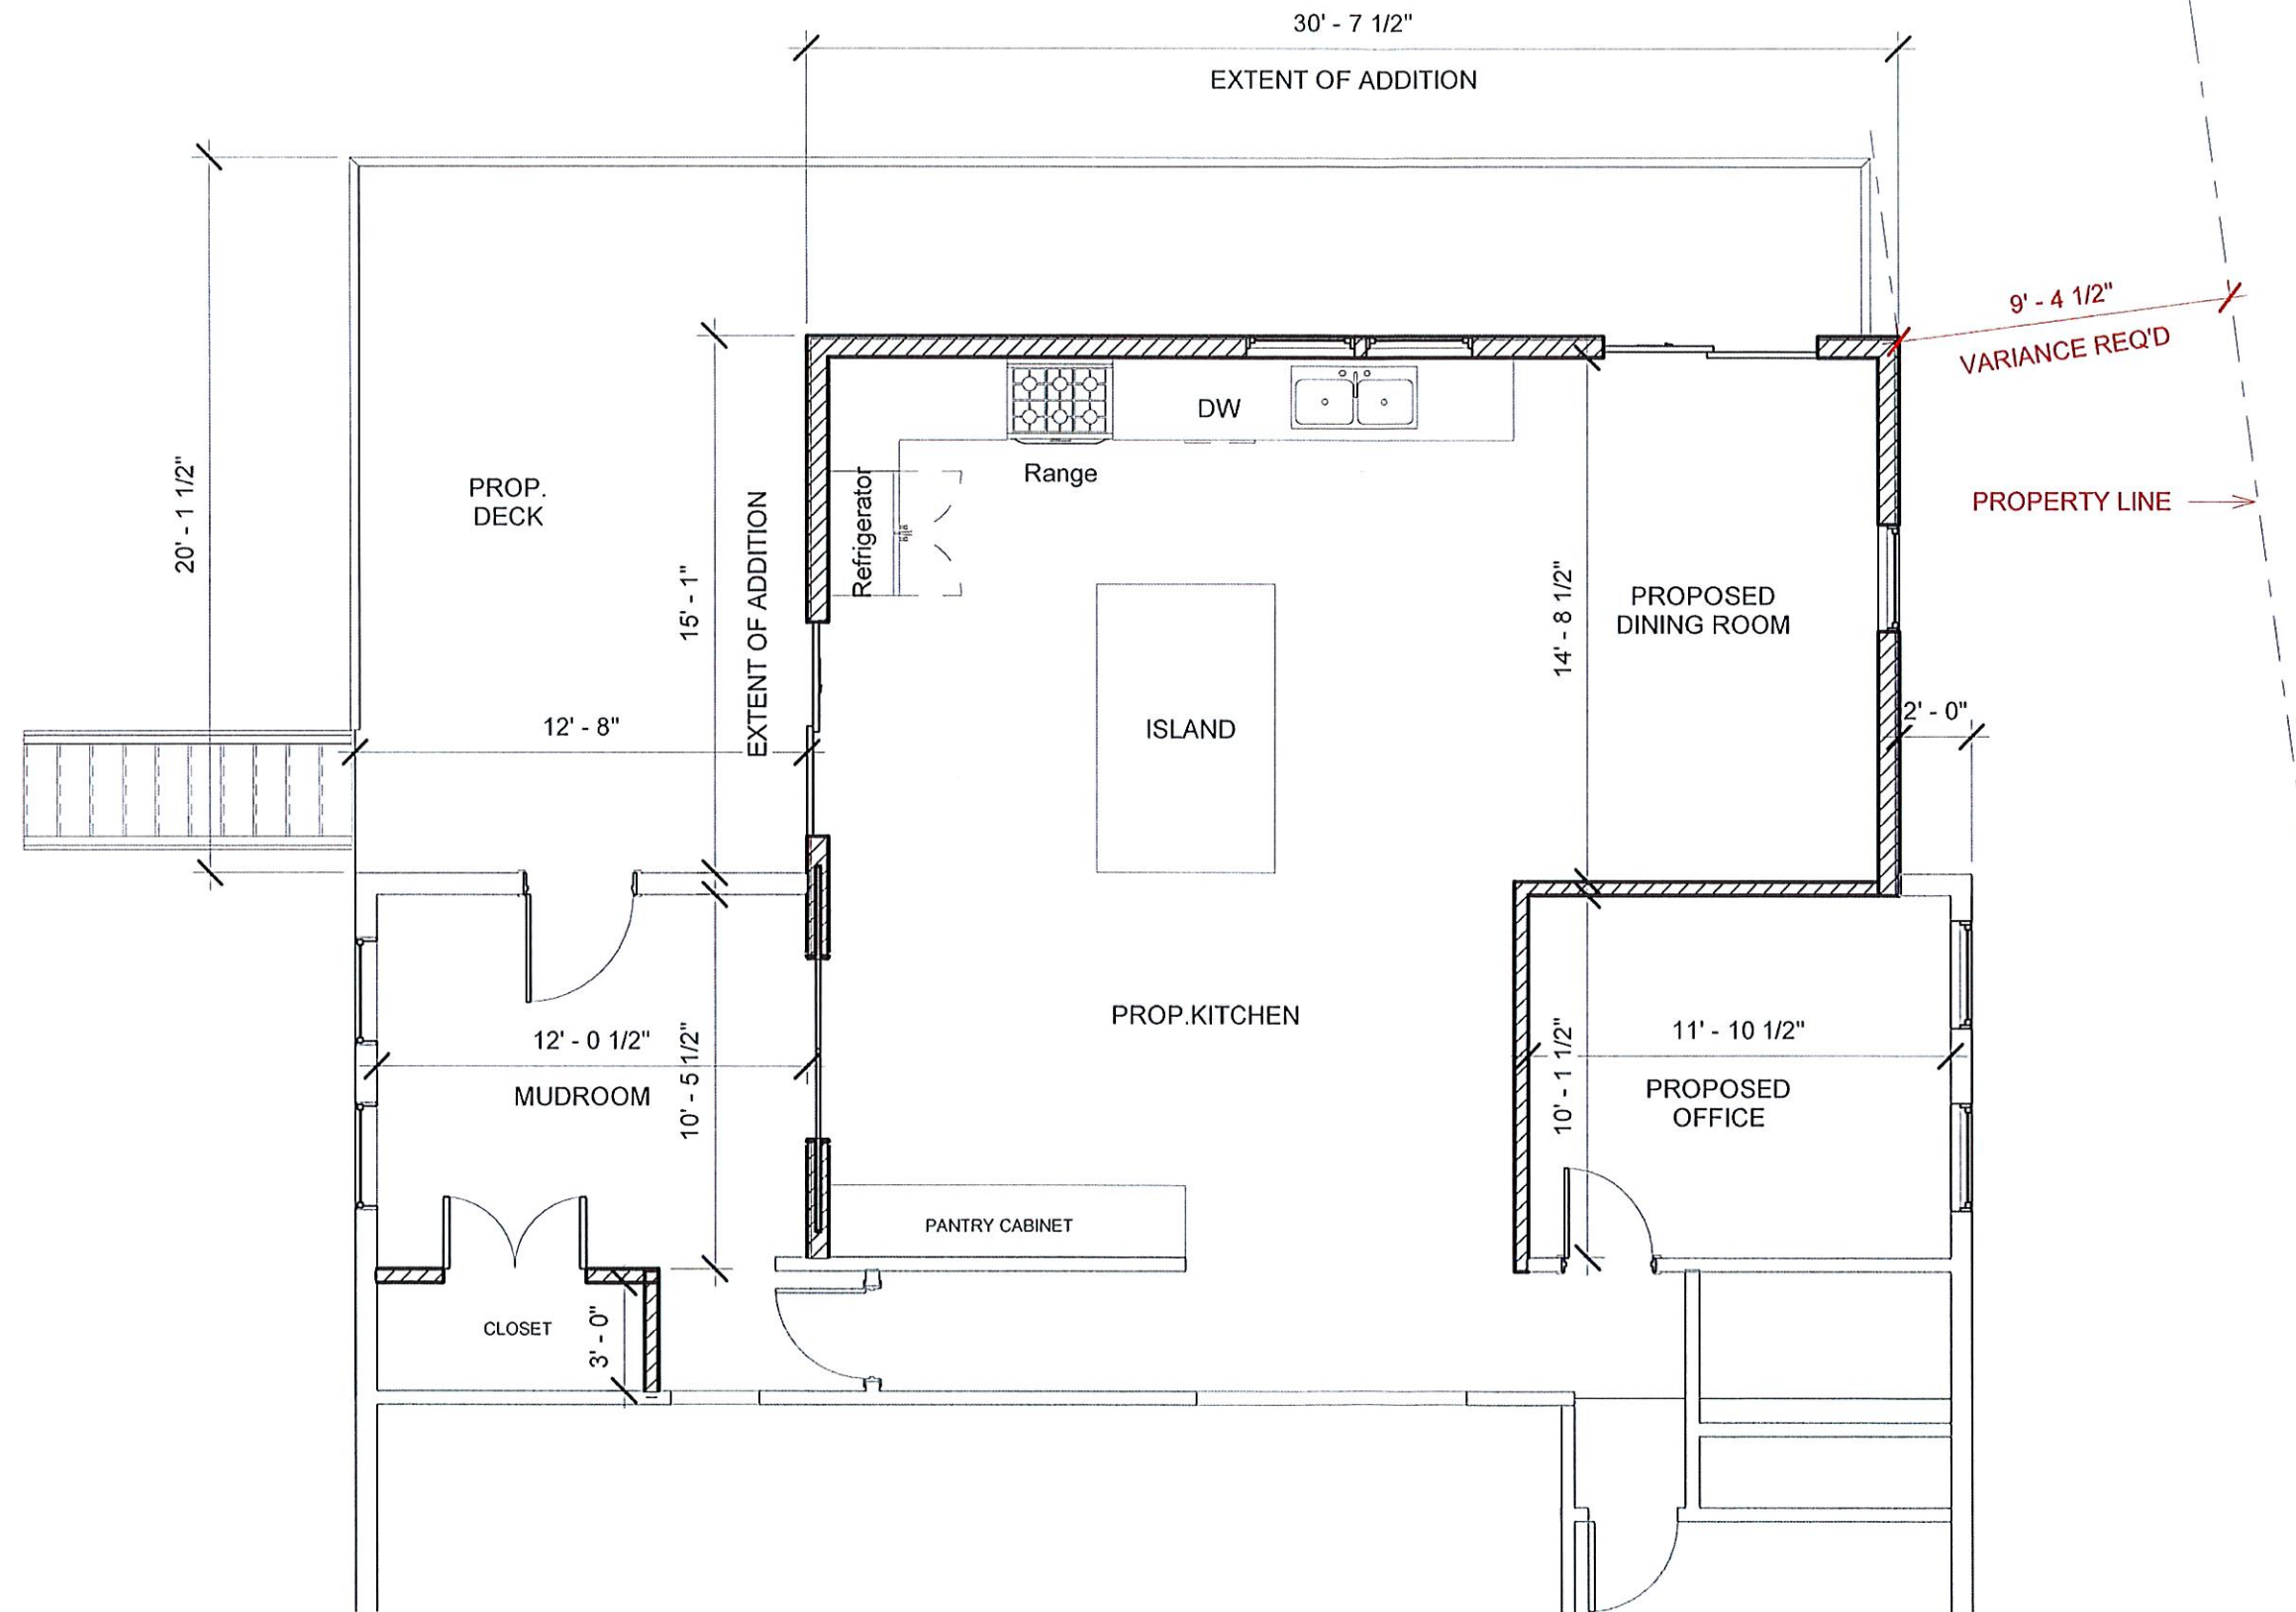 30' - 7 1/2"
EXTENT OF ADDITION
9' - 4 1/2"
VARIANCE REQ'D
PROPERTY LINE
20' - 1 1/2"
PROP.
DECK
15' - 1"
EXTENT OF ADDITION
Refrigerator
Range
DW
14' - 8 1/2"
PROPOSED
DINING ROOM
12' - 8"
ISLAND
2' - 0"
PROP.KITCHEN
12' - 0 1/2"
MUDROOM
10' - 5 1/2"
10' - 1 1/2"
11' - 10 1/2"
PROPOSED
OFFICE
PANTRY CABINET
CLOSET
3' - 0"